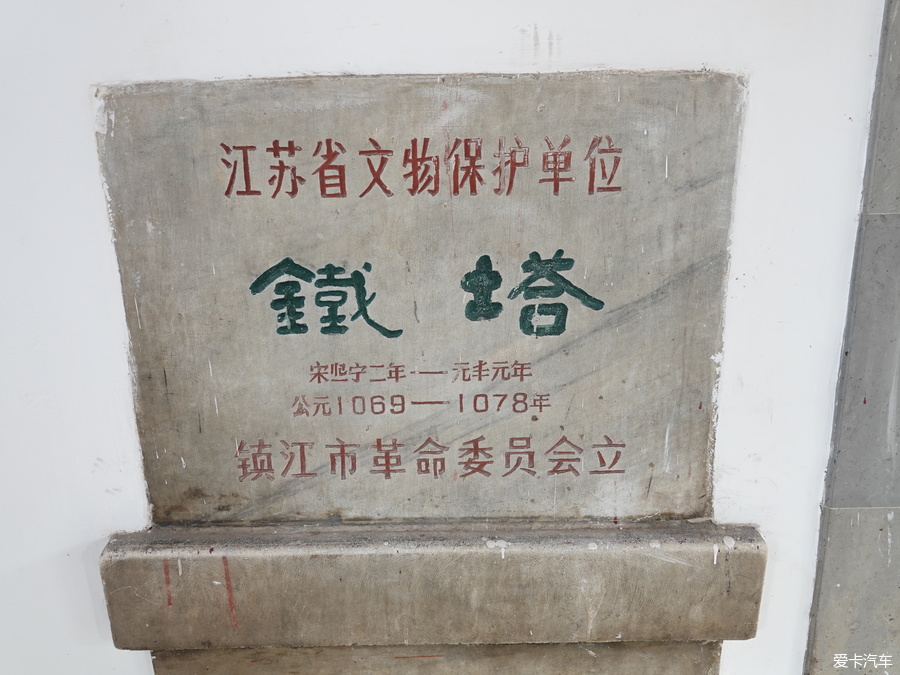 江苏省文物保护单位
鐵塔
宋熙宁二年——元丰元年
公元1069—1078年
镇江市革命委员会立
爱卡汽车